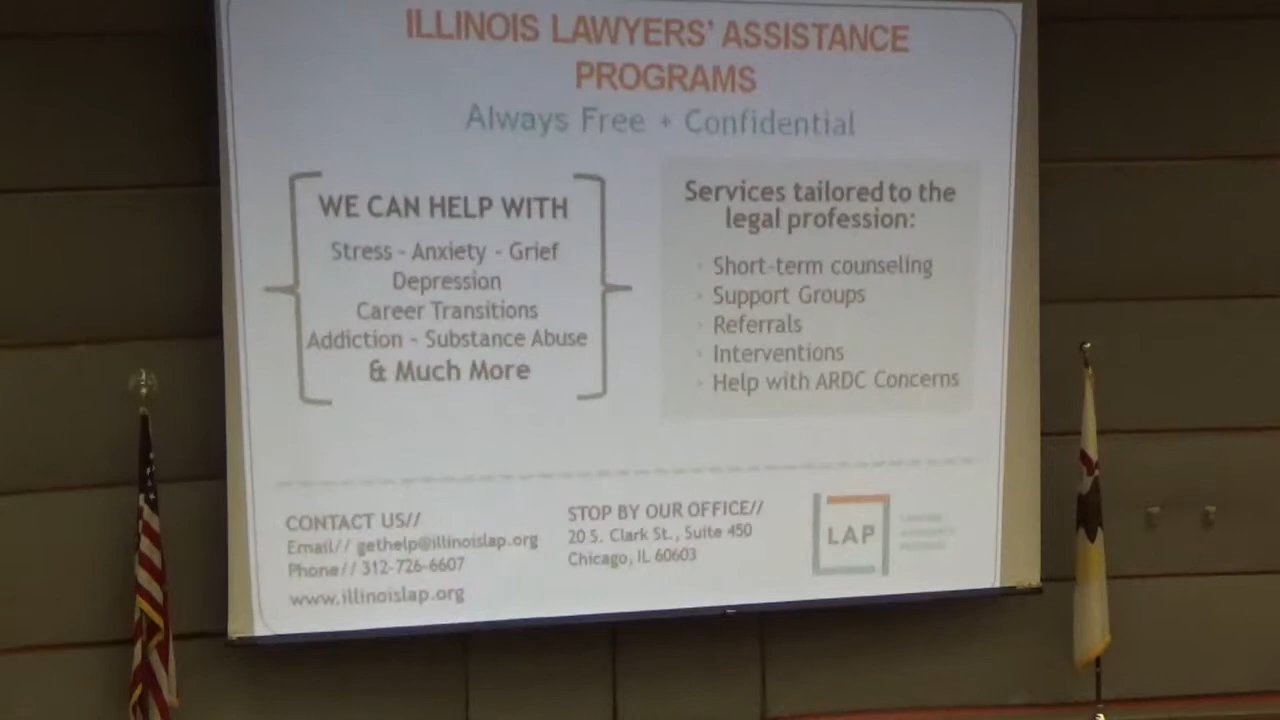 ILLINOIS LAWYERS' ASSISTANCE
PROGRAMS
Always Free + Confidential
WE CAN HELP WITH
Stress - Anxiety - Grief
Depression
Career Transitions
Addiction - Substance Abuse
& Much More
Services tailored to the
legal profession:
Short-term counseling
Support Groups
Referrals
Interventions
Help with ARDC Concerns
CONTACT US//
Email// gethelp@illinoislap.org
Phone// 312-726-6607
www.illinoislap.org
STOP BY OUR OFFICE//
20 S. Clark St., Suite 450
Chicago, IL 60603
LAP